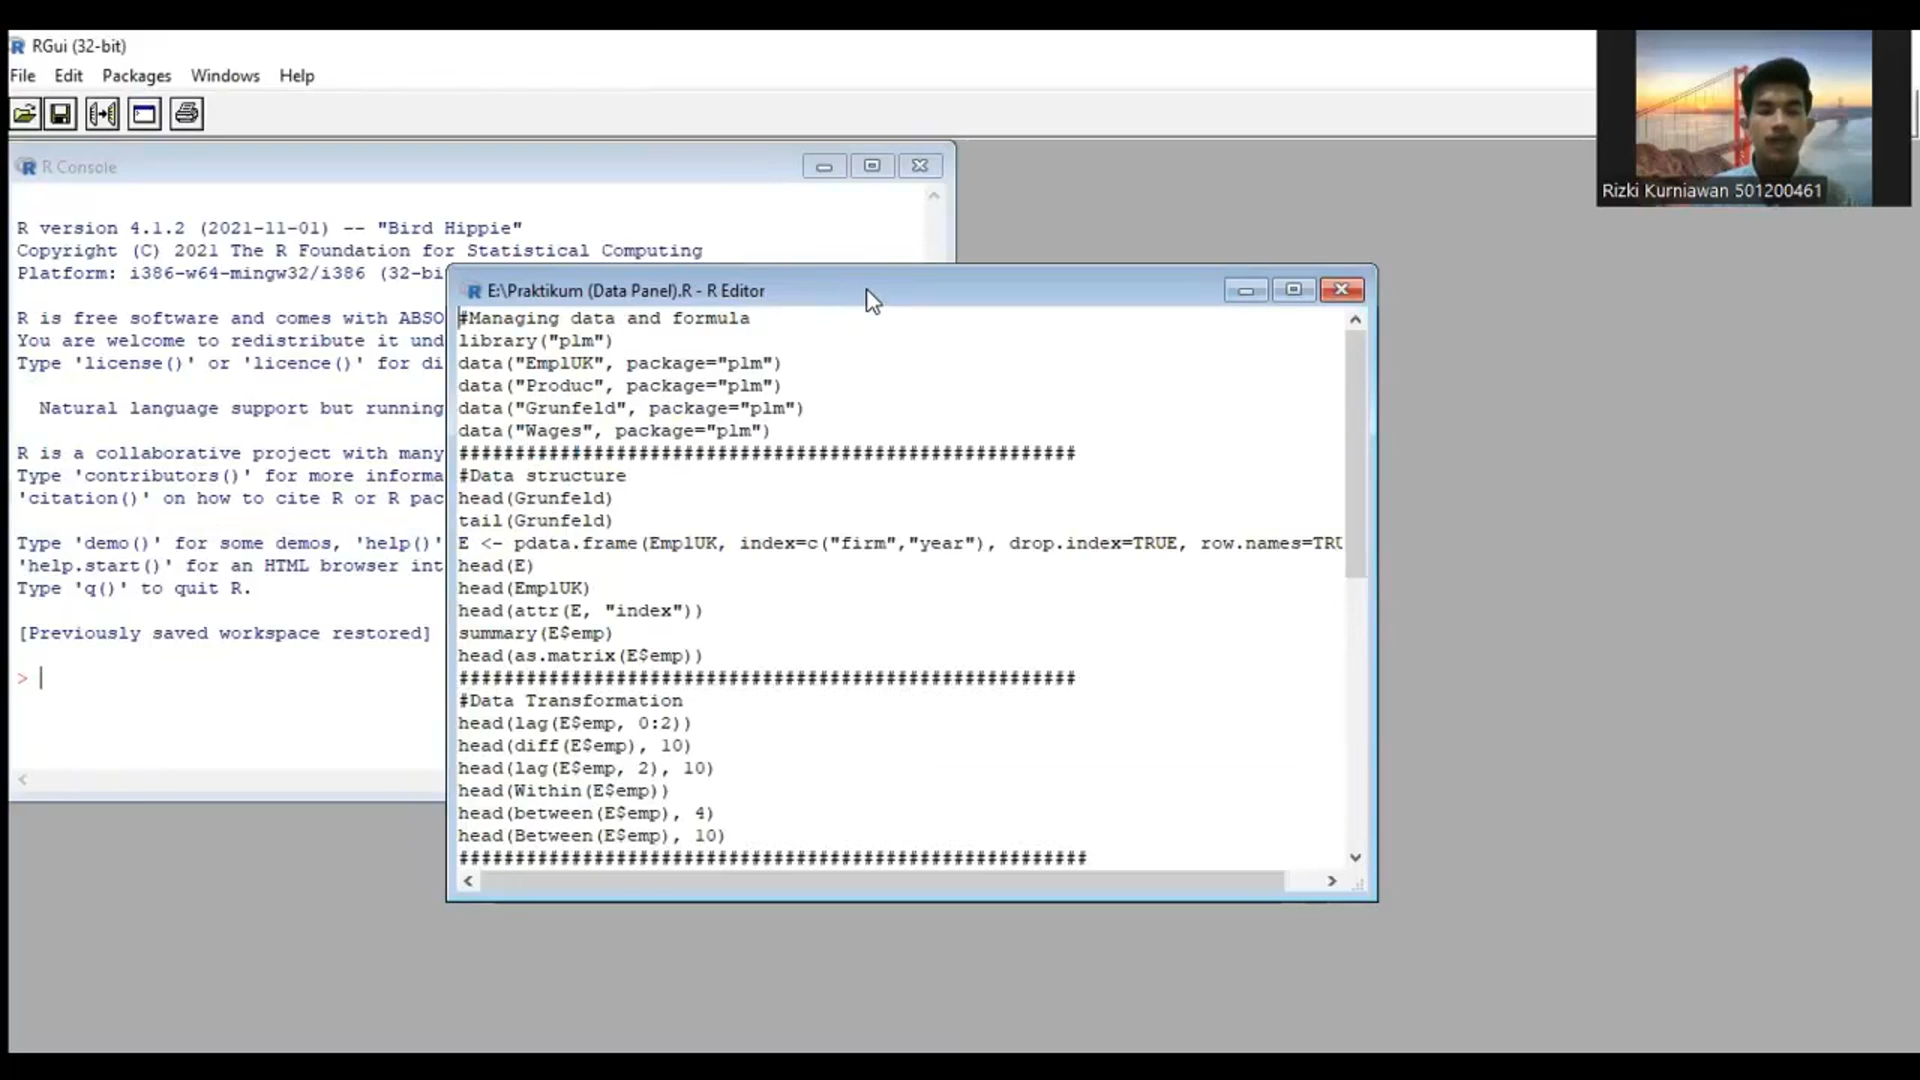 RGui (32-bit)
File Edit Packages Windows Help
R Console
R version 4.1.2 (2021-11-01) -- "Bird Hippie"
Copyright (C) 2021 The R Foundation for Statistical Computing
Platform: i386-w64-mingw32/i386 (32-bi
R is free software and comes with ABSO
You are welcome to redistribute it und
Type 'license()' or 'licence()' for di
Natural language support but running
R is a collaborative project with many
Type 'contributors()' for more informa
'citation()' on how to cite R or R pac
Type 'demo()' for some demos, 'help()'
'help.start()' for an HTML browser int
Type 'q()' to quit R.
[Previously saved workspace restored]
>
E:\Praktikum (Data Panel).R - R Editor
#Managing data and formula
library("plm")
data("EmplUK", package="plm")
data("Produc", package="plm")
data("Grunfeld", package="plm")
data("Wages", package="plm")
#######################################################
#Data structure
head(Grunfeld)
tail(Grunfeld)
E <- pdata.frame(EmplUK, index=c("firm","year"), drop.index=TRUE, row.names=TRU
head(E)
head(EmplUK)
head(attr(E, "index"))
summary(E$emp)
head(as.matrix(E$emp))
#######################################################
#Data Transformation
head(lag(E$emp, 0:2))
head(diff(E$emp), 10)
head(lag(E$emp, 2), 10)
head(Within(E$emp))
head(between(E$emp), 4)
head(Between(E$emp), 10)
########################################################
Rizki Kurniawan 501200461